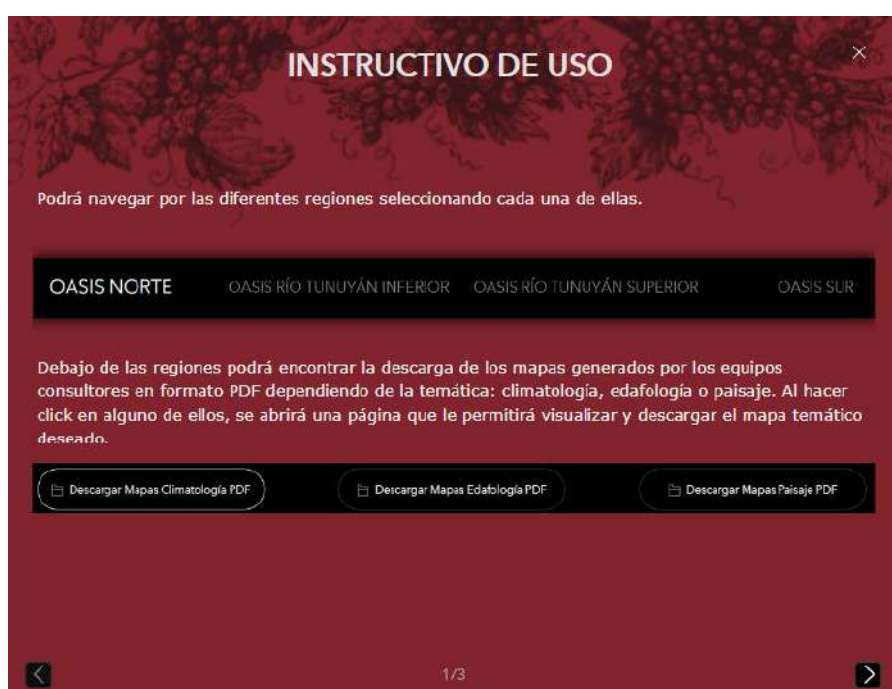 INSTRUCTIVO DE USO
Podrá navegar por las diferentes regiones seleccionando cada una de ellas.
OASIS NORTE OASIS RÍO TUNUYÁN INFERIOR OASIS RÍO TUNUYÁN SUPERIOR OASIS SUR
Debajo de las regiones podrá encontrar la descarga de los mapas generados por los equipos
consultores en formato PDF dependiendo de la temática: climatología, edafología o paisaje. Al hacer
click en alguno de ellos, se abrirá una página que le permitirá visualizar y descargar el mapa temático
deseado.
Descargar Mapas Climatología PDF Descargar Mapas Edafología PDF Descargar Mapas Paisaje PDF
1/3